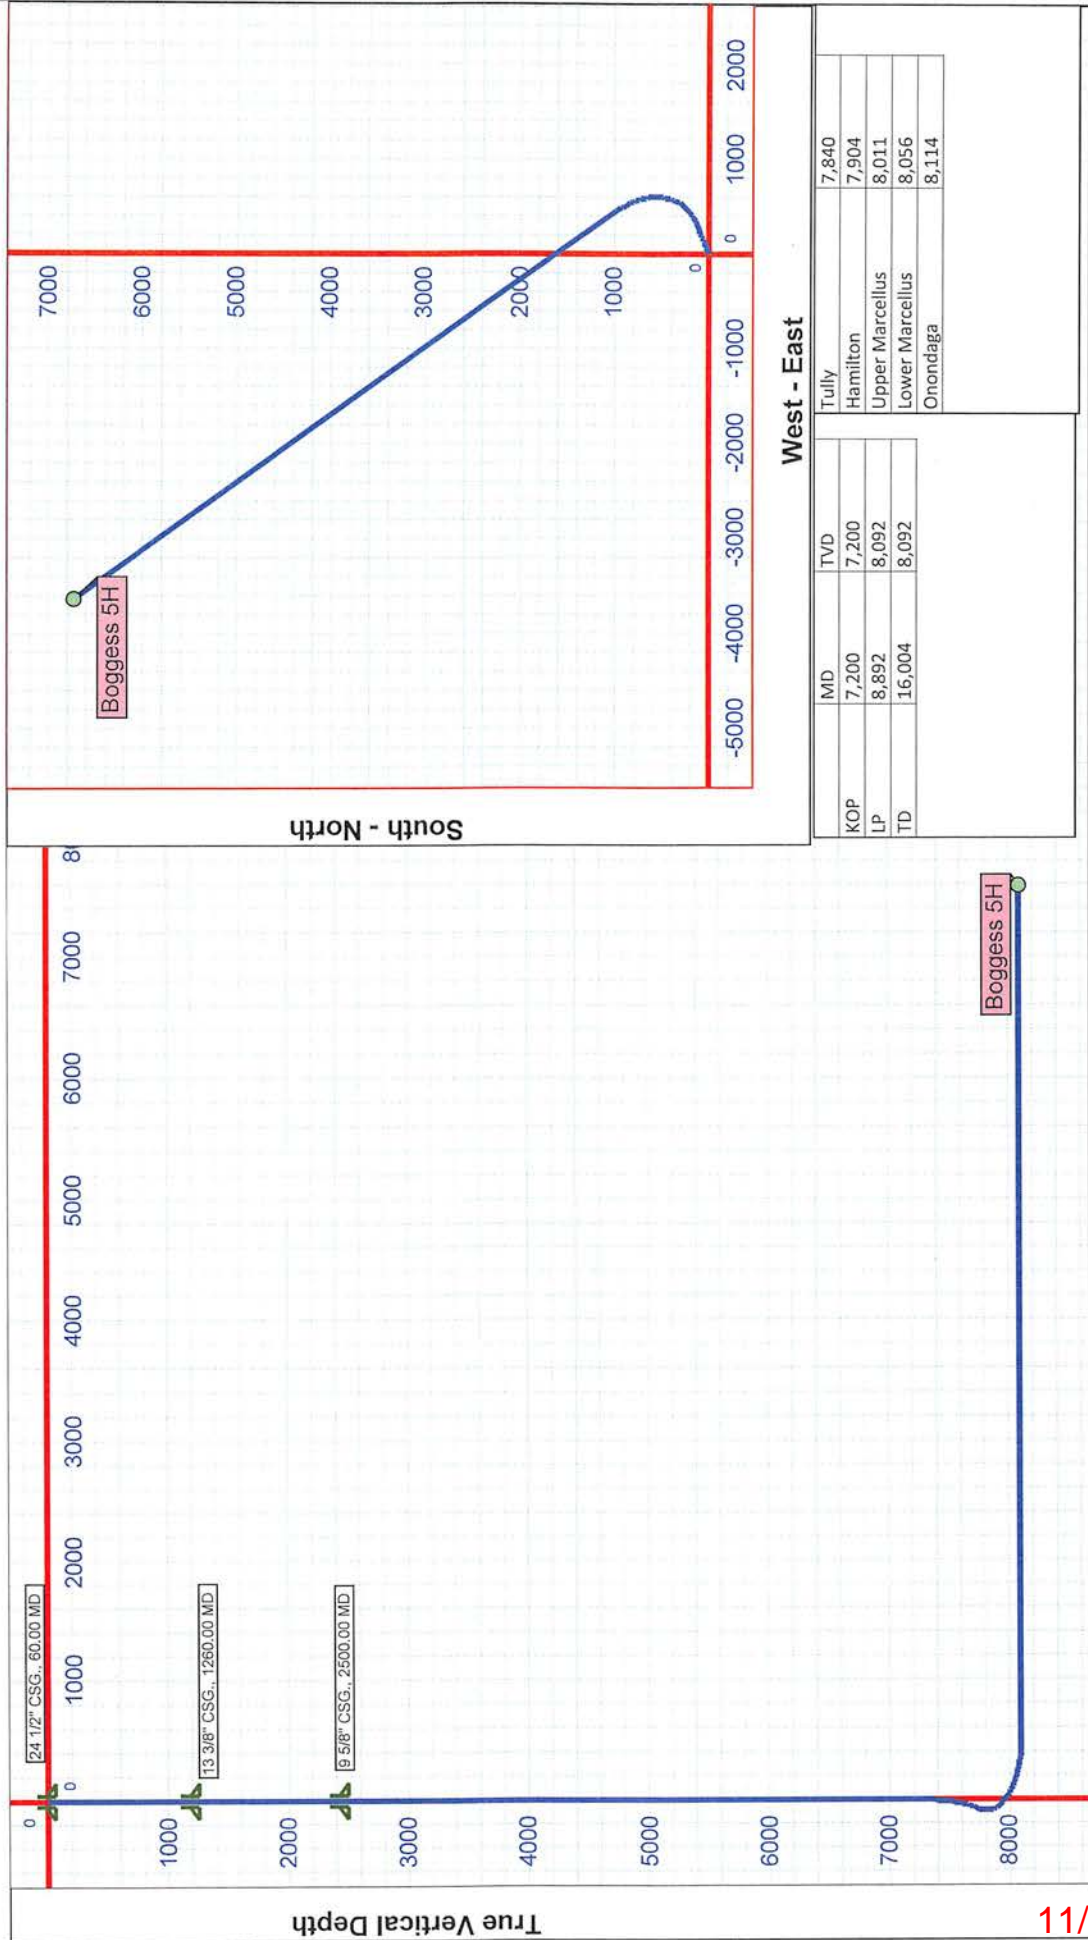 True Vertical Depth
0
1000
2000
3000
4000
5000
6000
7000
8000
0
1000
2000
3000
4000
5000
6000
7000
24 1/2" CSG., 60.00 MD
13 3/8" CSG., 1260.00 MD
9 5/8" CSG., 2500.00 MD
Boggess 5H
South - North
7000
6000
5000
4000
3000
2000
1000
0
Boggess 5H
-5000
-4000
-3000
-2000
-1000
0
1000
2000
West - East
MD TVD
KOP 7,200 7,200
LP 8,892 8,092
TD 16,004 8,092
Tully 7,840
Hamilton 7,904
Upper Marcellus 8,011
Lower Marcellus 8,056
Onondaga 8,114
11/